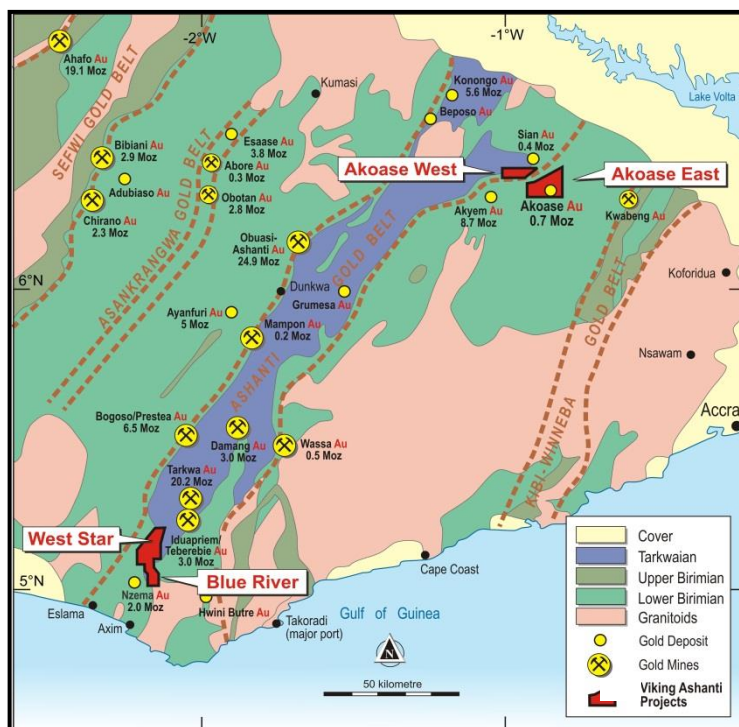 -2°W
-1°W
Ahafo Au
19.1 Moz
Kumasi
Konongo Au
5.6 Moz
Beposo Au
Lake Volta
SEFWI GOLD BELT
Bibiani Au
2.9 Moz
Adubiaso Au
Chirano Au
2.3 Moz
Esaase Au
3.8 Moz
Abore Au
0.3 Moz
Obotan Au
2.8 Moz
ASANKRANGWA GOLD BELT
Sian Au
0.4 Moz
Akoase West
Akoase East
Akoase Au
0.7 Moz
Akyem Au
8.7 Moz
Kwabeng Au
Obuasi-
Ashanti Au
24.9 Moz
6°N
Dunkwa
Grumesa Au
Koforidua
Ayanfuri Au
5 Moz
Mampon Au
0.2 Moz
ASHANTI GOLD BELT
KIBI-WINNEBA GOLD BELT
Nsawam
Accra
Bogoso/Prestea Au
6.5 Moz
Damang Au
3.0 Moz
Wassa Au
0.5 Moz
Tarkwa Au
20.2 Moz
West Star
Iduapriem/
Teberebie Au
3.0 Moz
Blue River
5°N
Nzema Au
2.0 Moz
Hwini Butre Au
Eslama
Axim
Takoradi
(major port)
Cape Coast
Gulf of Guinea
N
50 kilometre
Cover
Tarkwaian
Upper Birimian
Lower Birimian
Granitoids
Gold Deposit
Gold Mines
Viking Ashanti
Projects